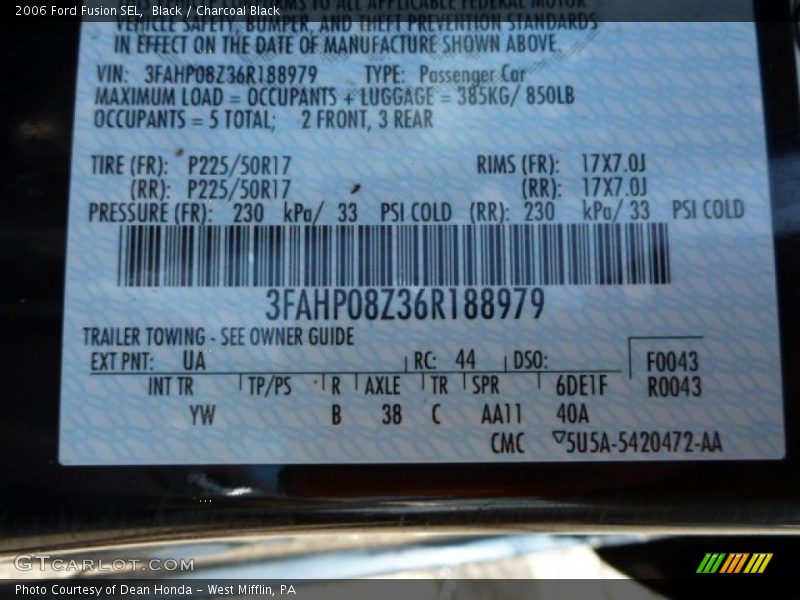 2006 Ford Fusion SEL, Black / Charcoal Black
TO ALL APPLICABLE FEDERAL MOTOR
VEHICLE SAFETY, BUMPER, AND THEFT PREVENTION STANDARDS
IN EFFECT ON THE DATE OF MANUFACTURE SHOWN ABOVE.
VIN: 3FAHP08Z36R188979 TYPE: Passenger Car
MAXIMUM LOAD = OCCUPANTS + LUGGAGE = 385KG/ 850LB
OCCUPANTS = 5 TOTAL; 2 FRONT, 3 REAR
TIRE (FR): P225/50R17 RIMS (FR): 17X7.0J
(RR): P225/50R17 (RR): 17X7.0J
PRESSURE (FR): 230 kPa/ 33 PSI COLD (RR): 230 kPa/ 33 PSI COLD
3FAHP08Z36R188979
TRAILER TOWING - SEE OWNER GUIDE
EXT PNT: UA RC: 44 DSO: F0043
INT TR TP/PS R AXLE TR SPR 6DE1F R0043
YW B 38 C AA11 40A
CMC 5U5A-5420472-AA
GTcarlot.com
Photo Courtesy of Dean Honda - West Mifflin, PA